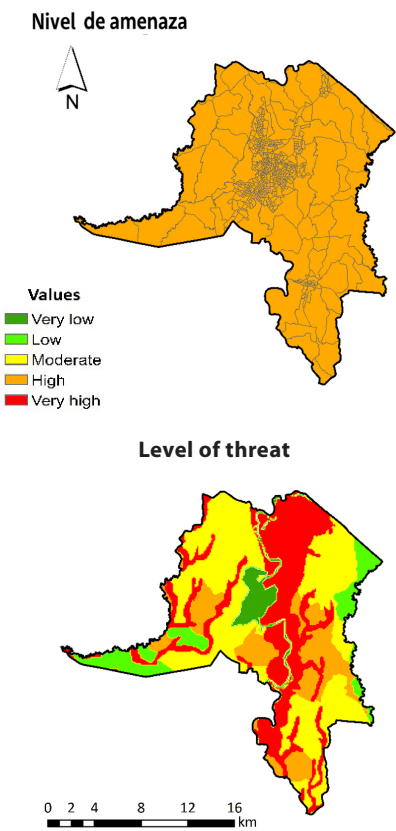 Nivel de amenaza
N
Values
Very low
Low
Moderate
High
Very high
Level of threat
0 2 4 8 12 16
km